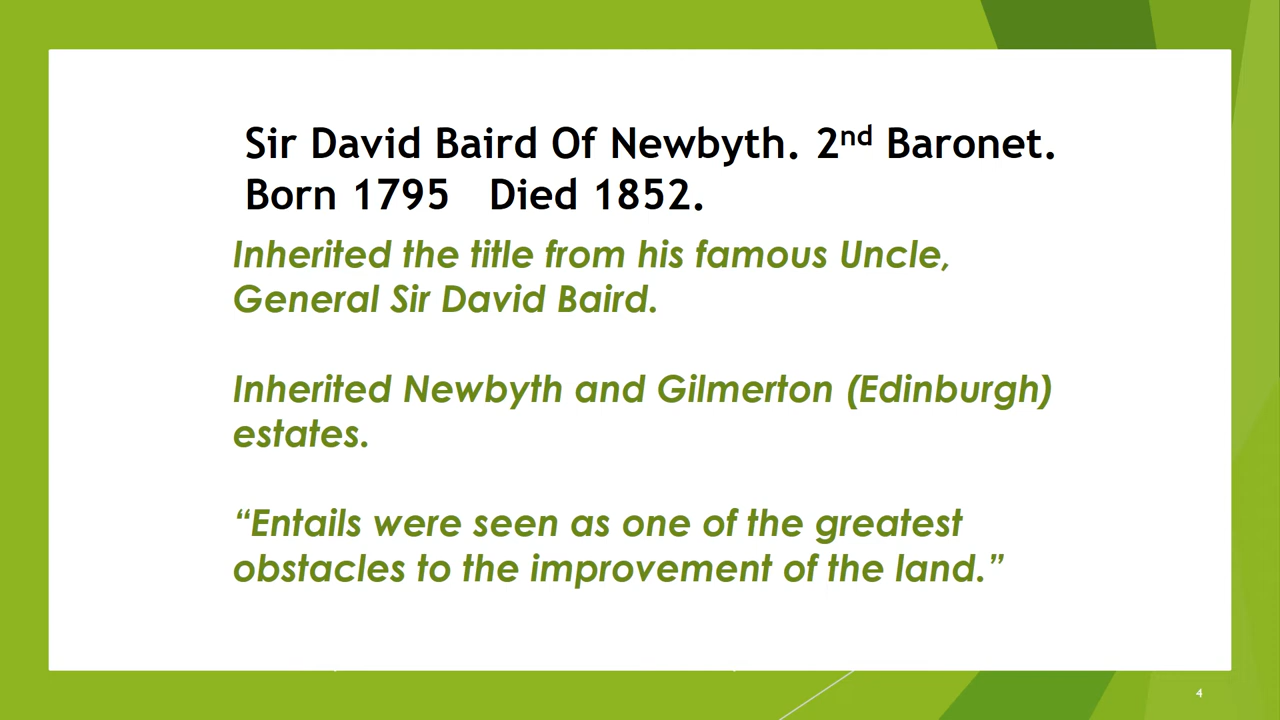 Sir David Baird Of Newbyth. 2nd Baronet.
Born 1795 Died 1852.
Inherited the title from his famous Uncle,
General Sir David Baird.
Inherited Newbyth and Gilmerton (Edinburgh)
estates.
“Entails were seen as one of the greatest
obstacles to the improvement of the land.”
4